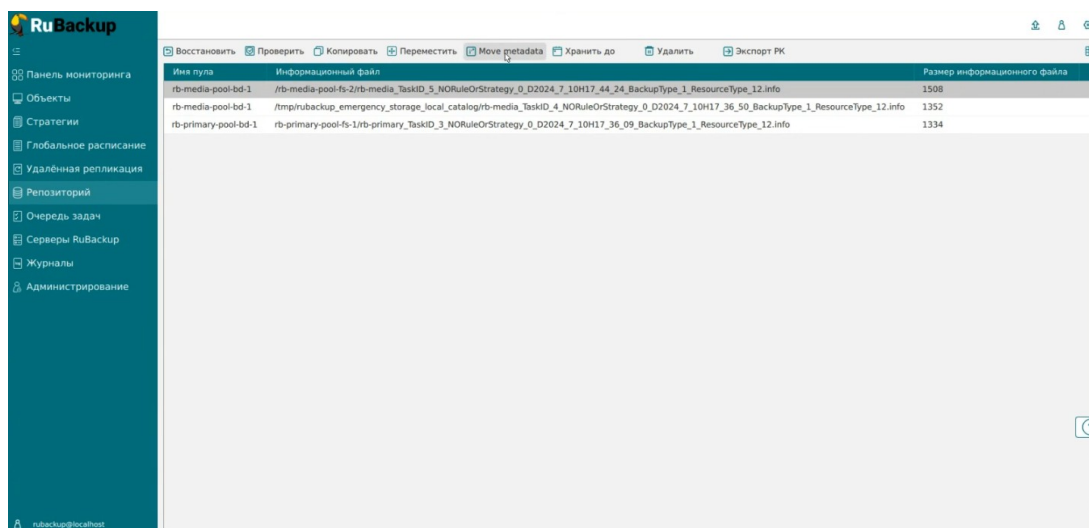 RuBackup
Восстановить Проверить Копировать Переместить Move metadata Хранить до Удалить Экспорт РК
Панель мониторинга
Объекты
Стратегии
Глобальное расписание
Удалённая репликация
Репозиторий
Очередь задач
Серверы RuBackup
Журналы
Администрирование
rubackup@localhost
Имя пула Информационный файл Размер информационного файла
rb-media-pool-bd-1 /rb-media-pool-fs-2/rb-media_TaskID_5_NORuleOrStrategy_0_D2024_7_10H17_44_24_BackupType_1_ResourceType_12.info 1508
rb-media-pool-bd-1 /tmp/rubackup_emergency_storage_local_catalog/rb-media_TaskID_4_NORuleOrStrategy_0_D2024_7_10H17_36_50_BackupType_1_ResourceType_12.info 1352
rb-primary-pool-bd-1 rb-primary-pool-fs-1/rb-primary_TaskID_3_NORuleOrStrategy_0_D2024_7_10H17_36_09_BackupType_1_ResourceType_12.info 1334